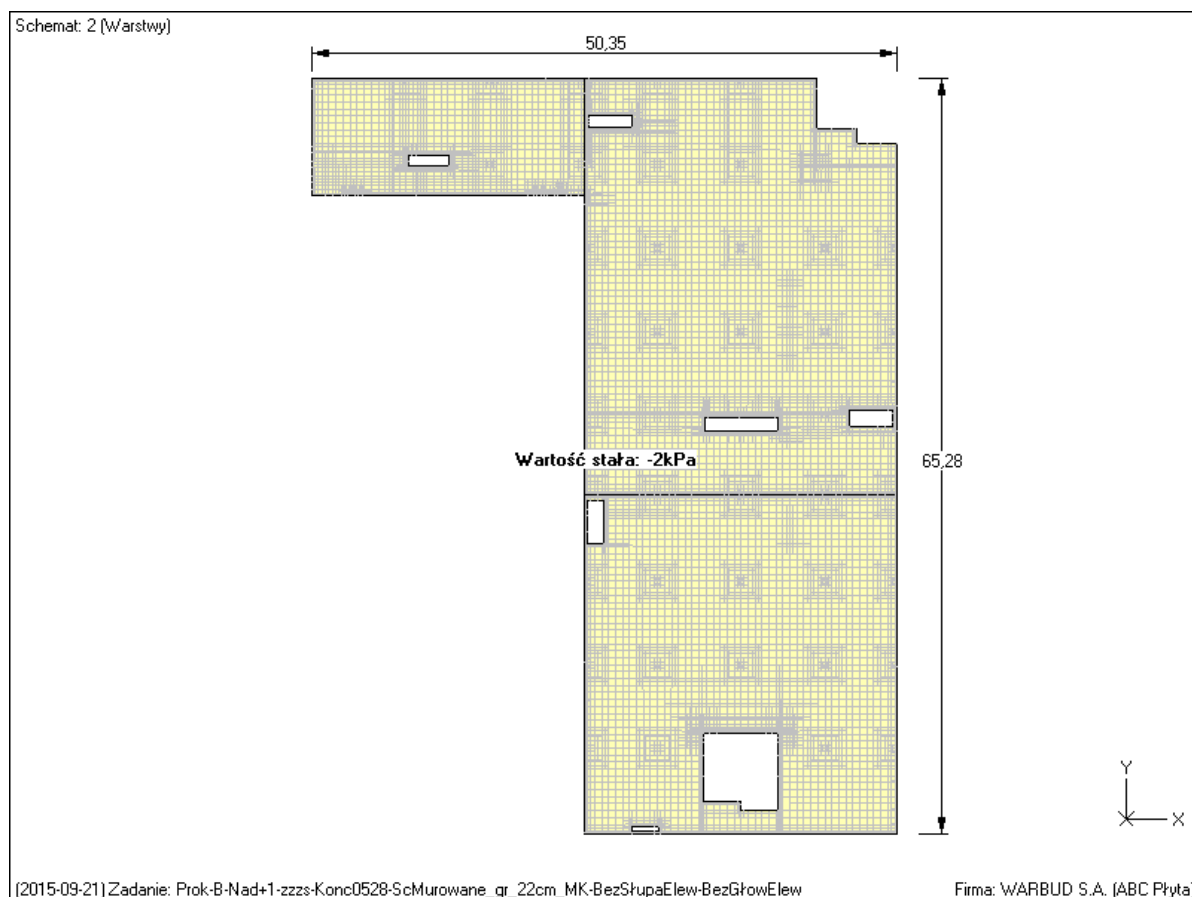 Schemat: 2 (Warstwy)
50,35
Wartość stała: -2kPa
65,28
Y
X
(2015-09-21) Zadanie: Prok-B-Nad+1-zzzs-Konc0528-ScMurowane_gr_22cm_MK-BezSłupaElew-BezGłowElew
Firma: WARBUD S.A. (ABC Płyta)